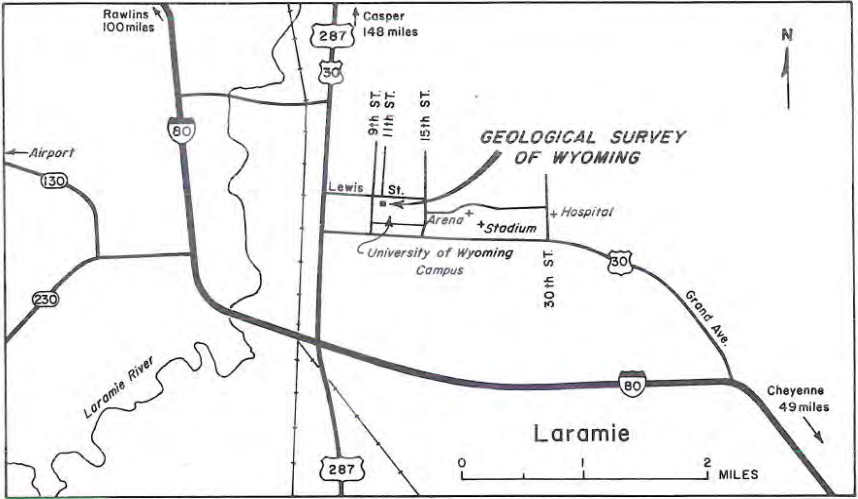 Rawlins
100 miles
287
Casper
148 miles
30
N
80
9th ST.
11th ST.
15th ST.
GEOLOGICAL SURVEY
OF WYOMING
Airport
130
Lewis St.
Arena
Stadium
Hospital
University of Wyoming
Campus
30th ST.
30
230
Grand Ave.
Laramie River
80
Cheyenne
49 miles
Laramie
0 1 2
MILES
287